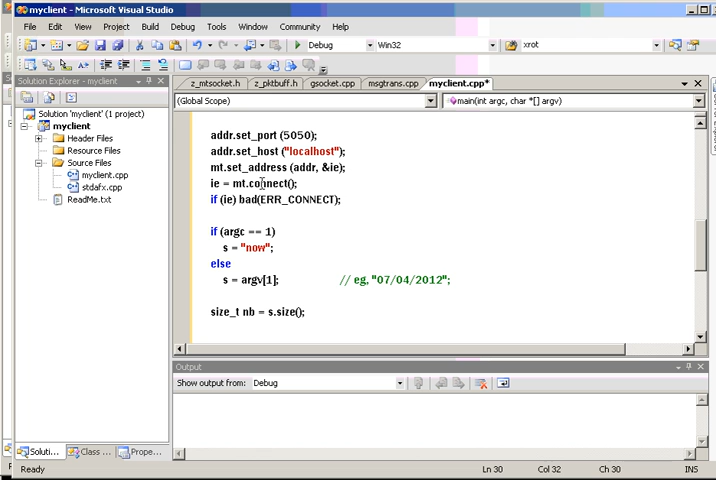 myclient - Microsoft Visual Studio
File Edit View Project Build Debug Tools Window Community Help
Debug Win32 xrot
Solution Explorer - myclient
Solution 'myclient' (1 project)
myclient
Header Files
Resource Files
Source Files
myclient.cpp
stdafx.cpp
ReadMe.txt
Soluti... Class ... Prope...
z_mtsocket.h z_pktbuff.h gsocket.cpp msgtrans.cpp myclient.cpp*
(Global Scope) main(int argc, char *[] argv)
addr.set_port (5050);
addr.set_host ("localhost");
mt.set_address (addr, &ie);
ie = mt.connect();
if (ie) bad(ERR_CONNECT);
if (argc == 1)
s = "now";
else
s = argv[1]; // eg, "07/04/2012";
size_t nb = s.size();
Output
Show output from: Debug
Ready Ln 30 Col 32 Ch 30 INS